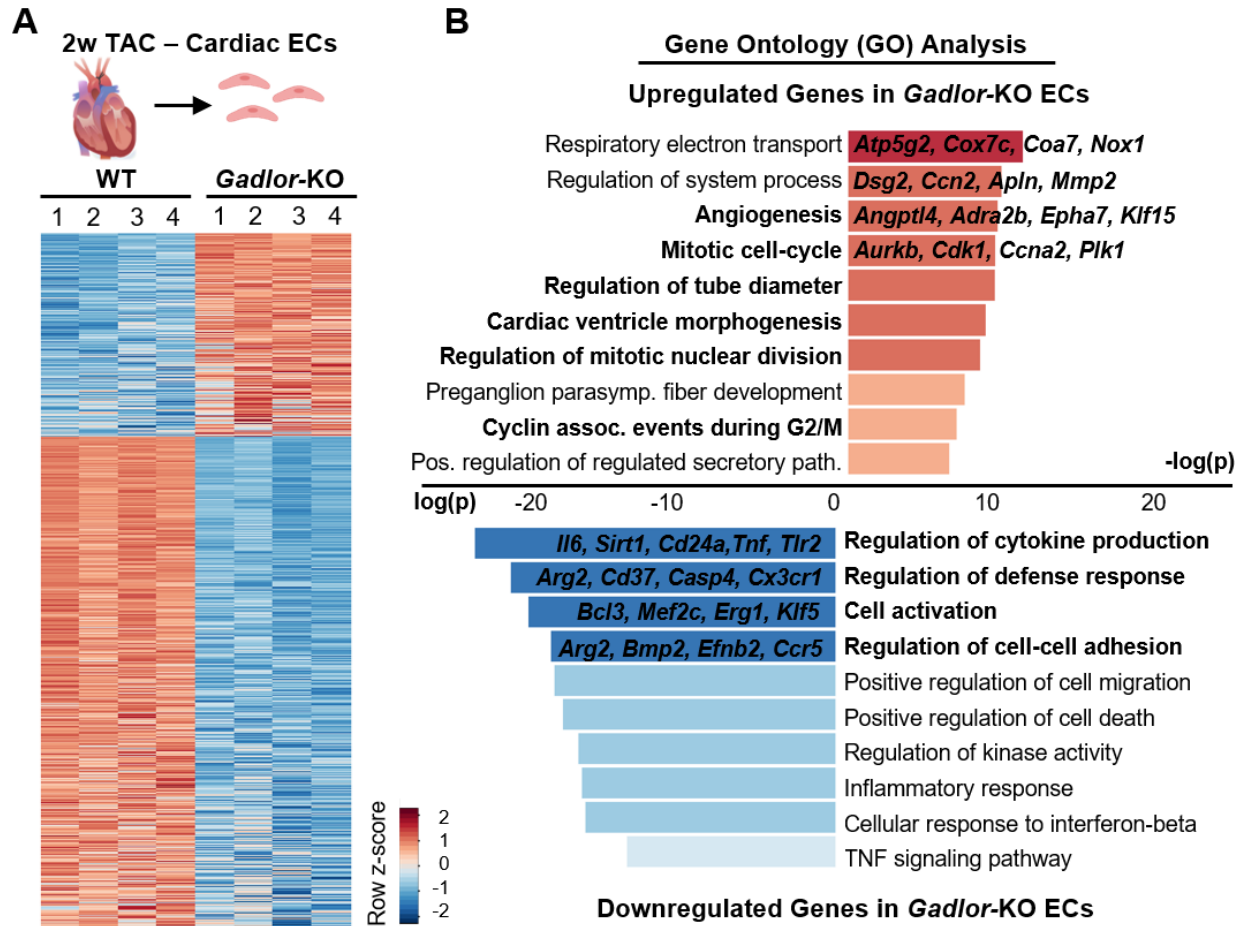 A
2w TAC – Cardiac ECs
WT
Gadlor-KO
1 2 3 4 1 2 3 4
Row z-score
2
1
0
-1
-2
B
Gene Ontology (GO) Analysis
Upregulated Genes in Gadlor-KO ECs
Respiratory electron transport Atp5g2, Cox7c, Coa7, Nox1
Regulation of system process Dsg2, Ccn2, Apln, Mmp2
Angiogenesis Angptl4, Adra2b, Epha7, Klf15
Mitotic cell-cycle Aurkb, Cdk1, Ccna2, Plk1
Regulation of tube diameter
Cardiac ventricle morphogenesis
Regulation of mitotic nuclear division
Preganglion parasymp. fiber development
Cyclin assoc. events during G2/M
Pos. regulation of regulated secretory path.
-log(p)
log(p) -20 -10 0 10 20
Il6, Sirt1, Cd24a,Tnf, Tlr2 Regulation of cytokine production
Arg2, Cd37, Casp4, Cx3cr1 Regulation of defense response
Bcl3, Mef2c, Erg1, Klf5 Cell activation
Arg2, Bmp2, Efnb2, Ccr5 Regulation of cell-cell adhesion
Positive regulation of cell migration
Positive regulation of cell death
Regulation of kinase activity
Inflammatory response
Cellular response to interferon-beta
TNF signaling pathway
Downregulated Genes in Gadlor-KO ECs